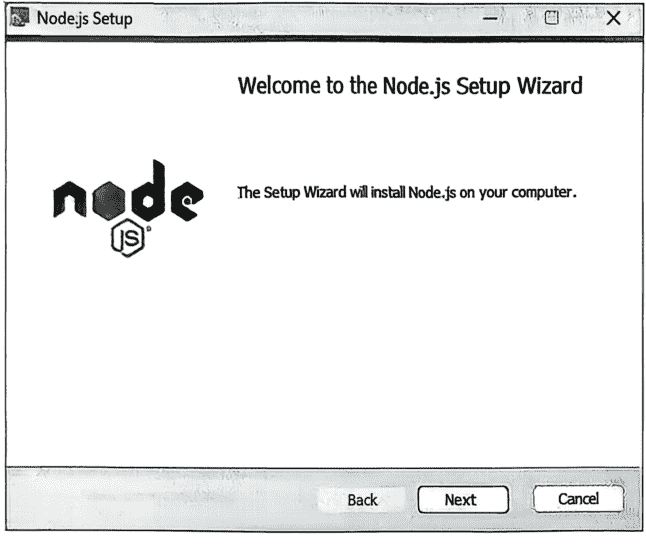 Node.js Setup
Welcome to the Node.js Setup Wizard
node
JS
The Setup Wizard will install Node.js on your computer.
Back
Next
Cancel